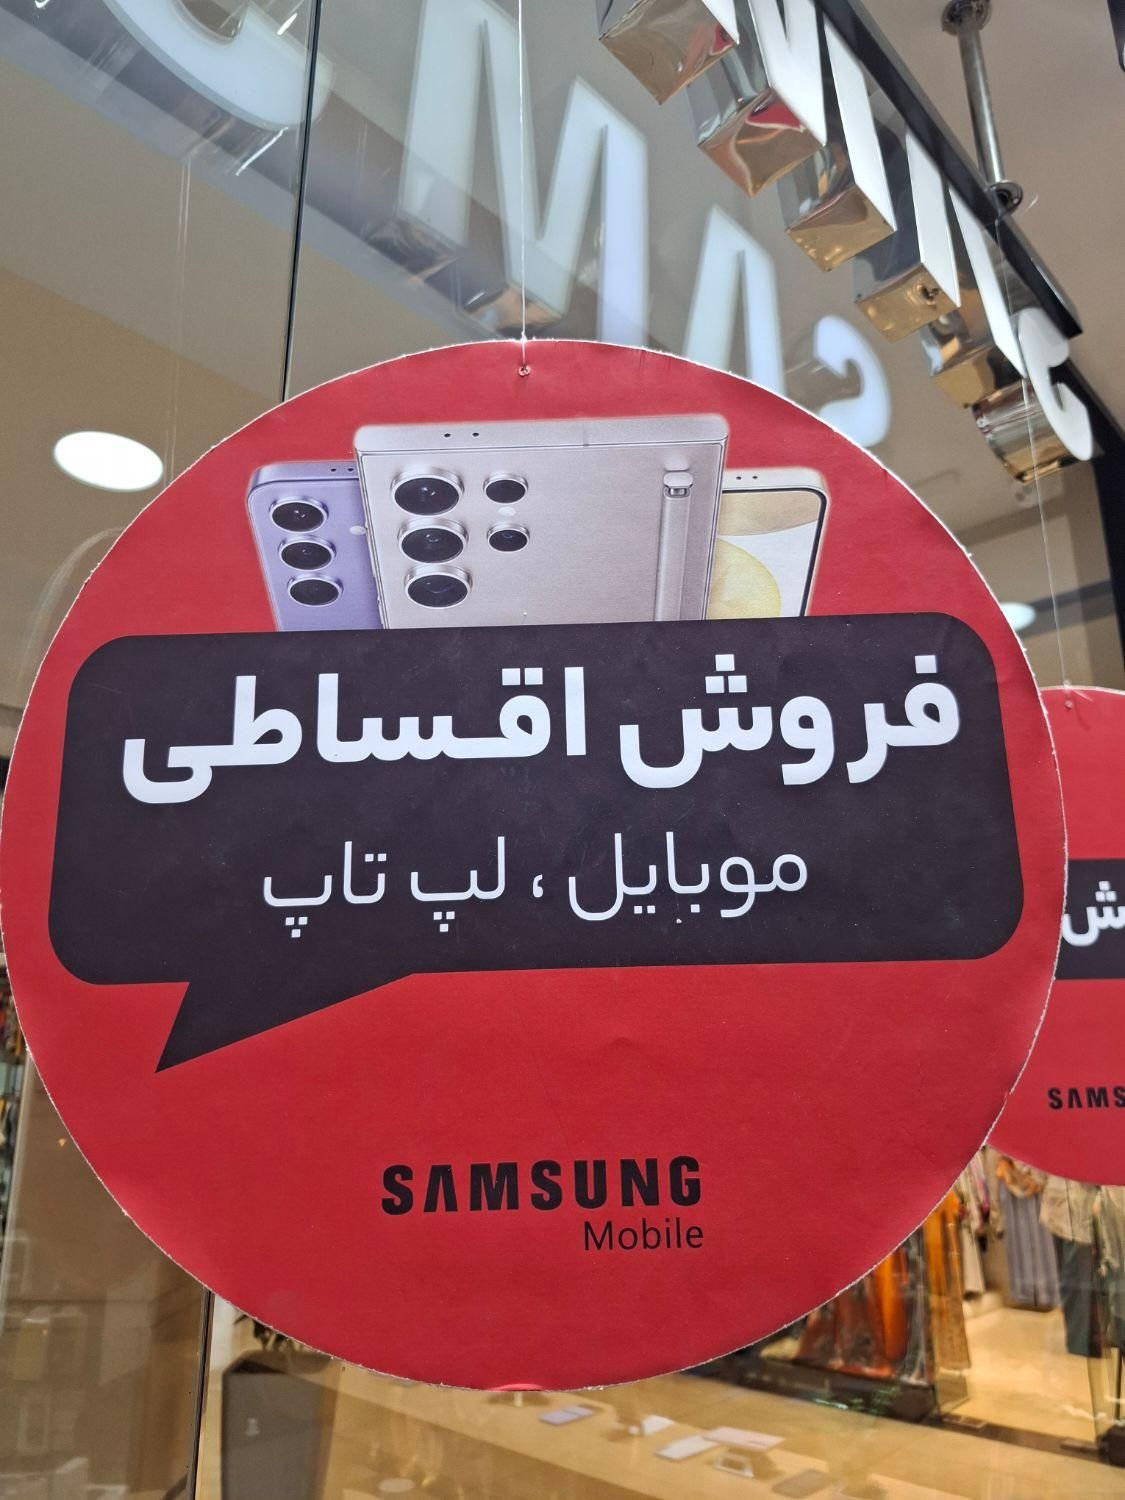 فروش اقساطی
موبایل ، لپ تاپ
SAMSUNG
Mobile